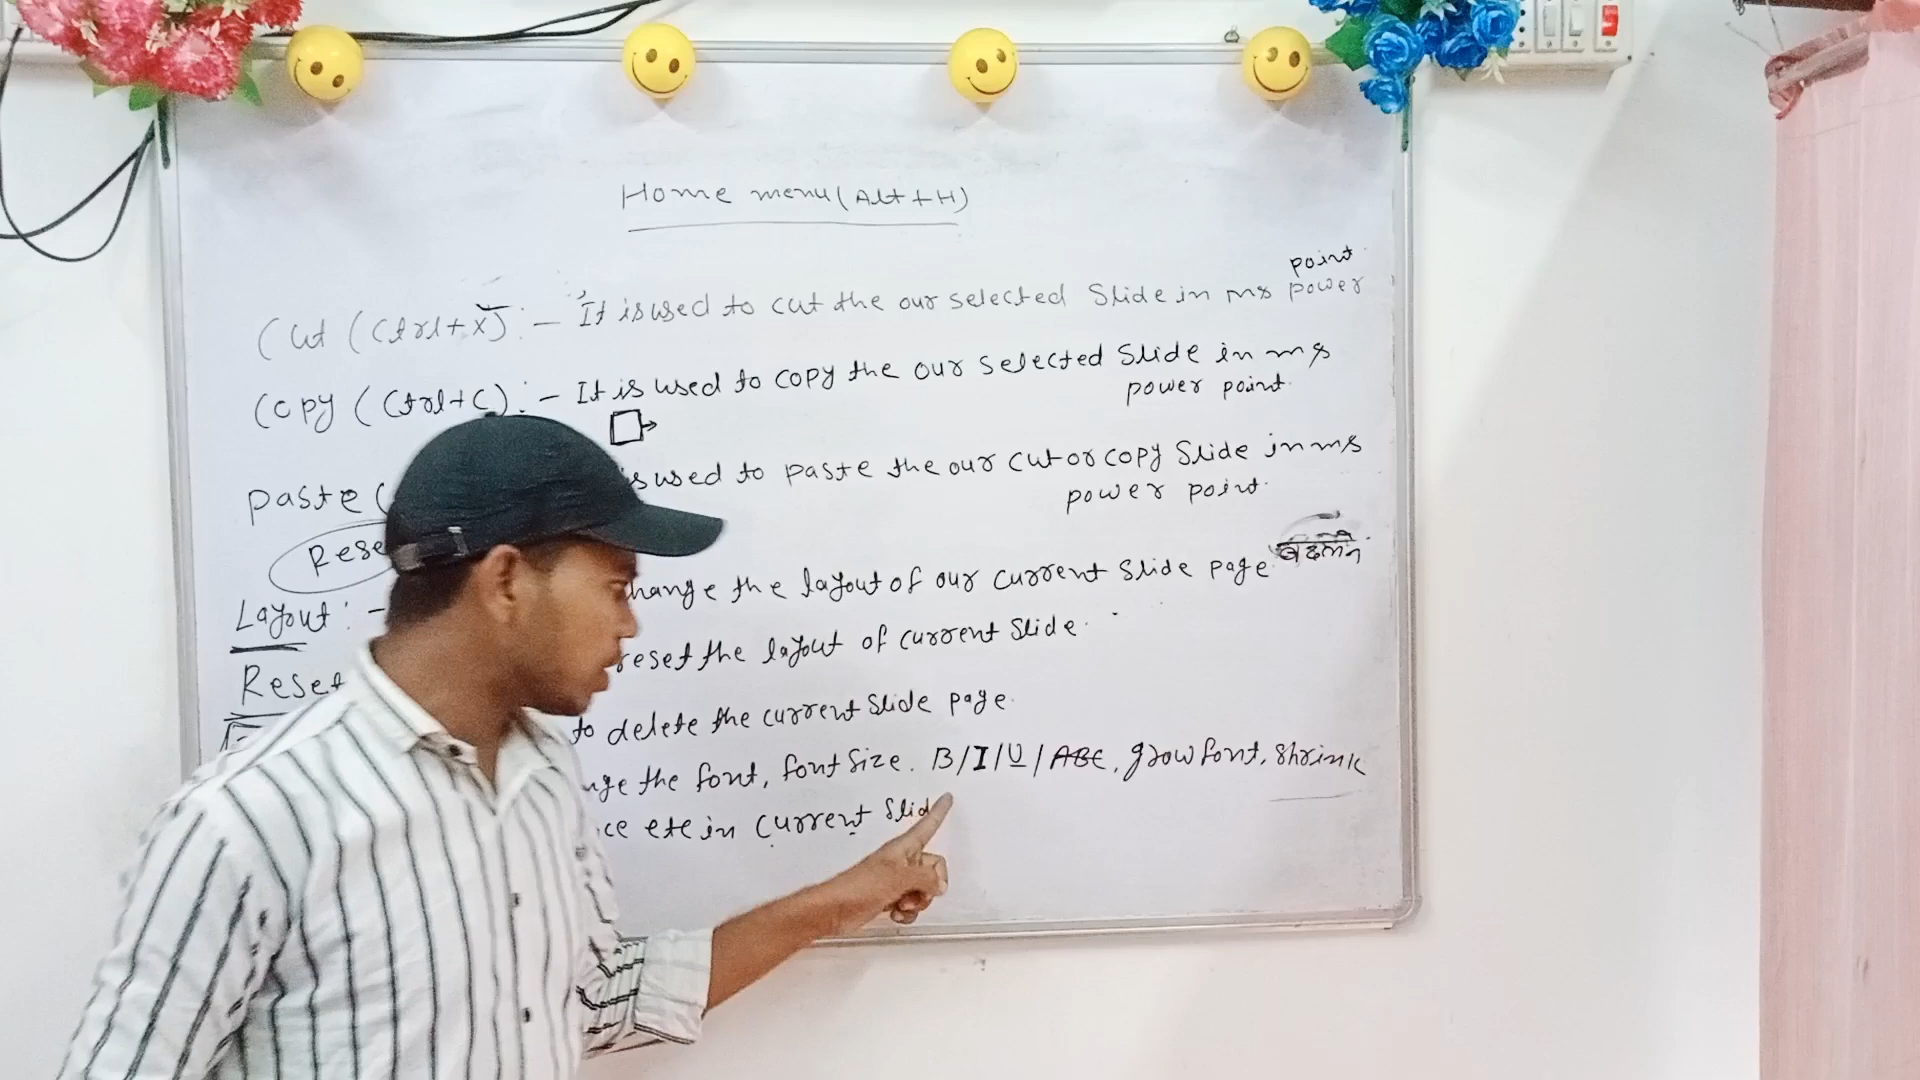 Home menu (Alt+H)
Cut (Ctrl+X) :- It is used to cut the our selected Slide in ms power point
Copy (Ctrl+C) :- It is used to copy the our selected Slide in ms
power point.
Paste ( is used to paste the our cut or copy Slide in ms
power point.
Rese
Layout :- hange the layout of our current slide page
Reset reset the layout of current slide.
to delete the current slide page.
nge the font, font size. B/I/U/ABC, grow font, shrink
ce etc in current Slid